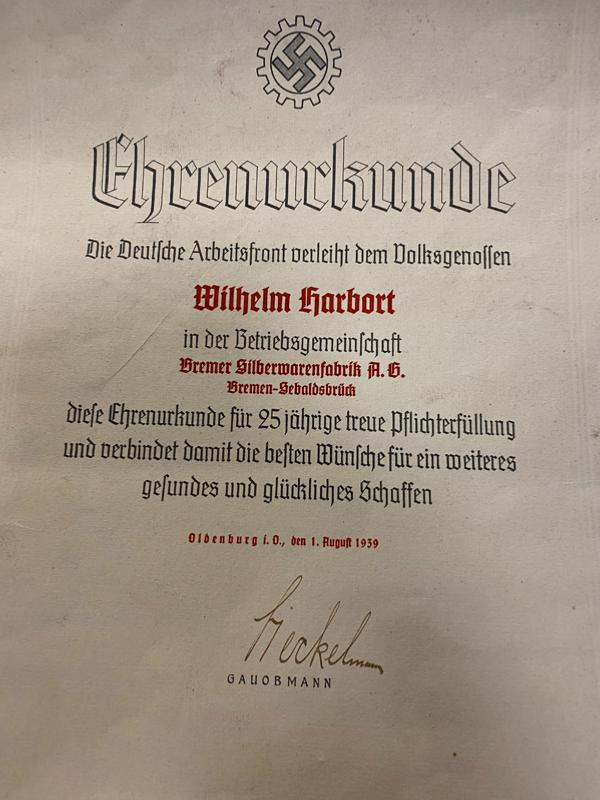 Ehrenurkunde
Die Deutsche Arbeitsfront verleiht dem Volksgenossen
Wilhelm Harbort
in der Betriebsgemeinschaft
Bremer Silberwarenfabrik A. G.
Bremen-Sebaldsbrück
diese Ehrenurkunde für 25 jährige treue Pflichterfüllung
und verbindet damit die besten Wünsche für ein weiteres
gesundes und glückliches Schaffen
Oldenburg i. O., den 1. August 1939
GAUOBMANN